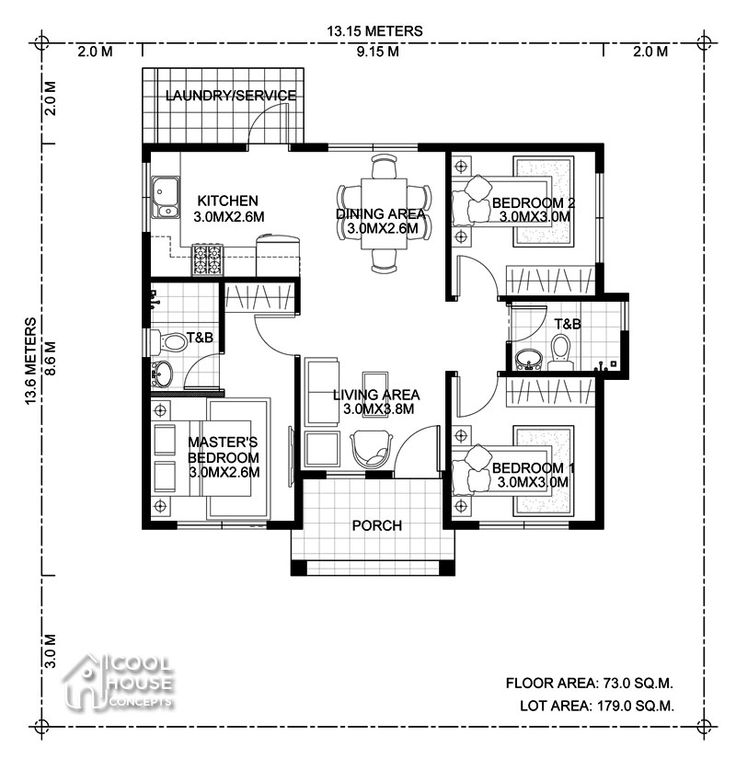 13.15 METERS
2.0 M
9.15M
2.0 M
2.0 M
LAUNDRY/SERVICE
KITCHEN
3.0MX2.6M
DINING AREA
3.0MX2.6M
BEDROOM 2
3.0MX3.0M
13.6 METERS
8.6 M
T&B
T&B
LIVING AREA
3.0MX3.8M
MASTER'S
BEDROOM
3.0MX2.6M
BEDROOM 1
3.0MX3.0M
PORCH
3.0 M
COOL
HOUSE
CONCEPTS
FLOOR AREA: 73.0 SQ.M.
LOT AREA: 179.0 SQ.M.